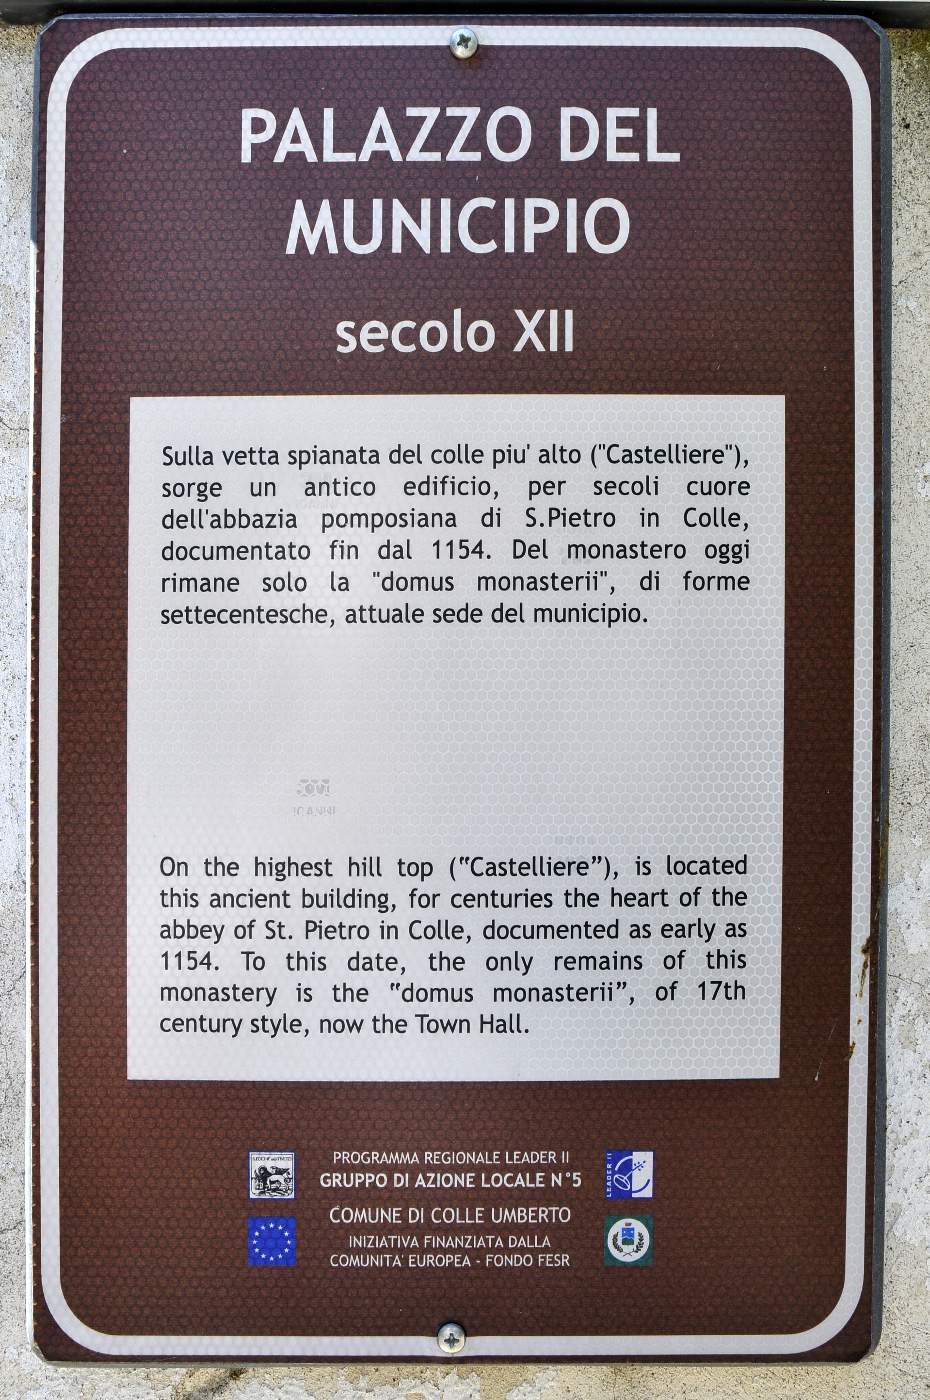 PALAZZO DEL
MUNICIPIO
secolo XII
Sulla vetta spianata del colle piu' alto ("Castelliere"),
sorge un antico edificio, per secoli cuore
dell'abbazia pomposiana di S.Pietro in Colle,
documentato fin dal 1154. Del monastero oggi
rimane solo la "domus monasterii", di forme
settecentesche, attuale sede del municipio.
On the highest hill top (“Castelliere”), is located
this ancient building, for centuries the heart of the
abbey of St. Pietro in Colle, documented as early as
1154. To this date, the only remains of this
monastery is the “domus monasterii”, of 17th
century style, now the Town Hall.
PROGRAMMA REGIONALE LEADER II
GRUPPO DI AZIONE LOCALE N°5
LEADER II
COMUNE DI COLLE UMBERTO
INIZIATIVA FINANZIATA DALLA
COMUNITA' EUROPEA - FONDO FESR